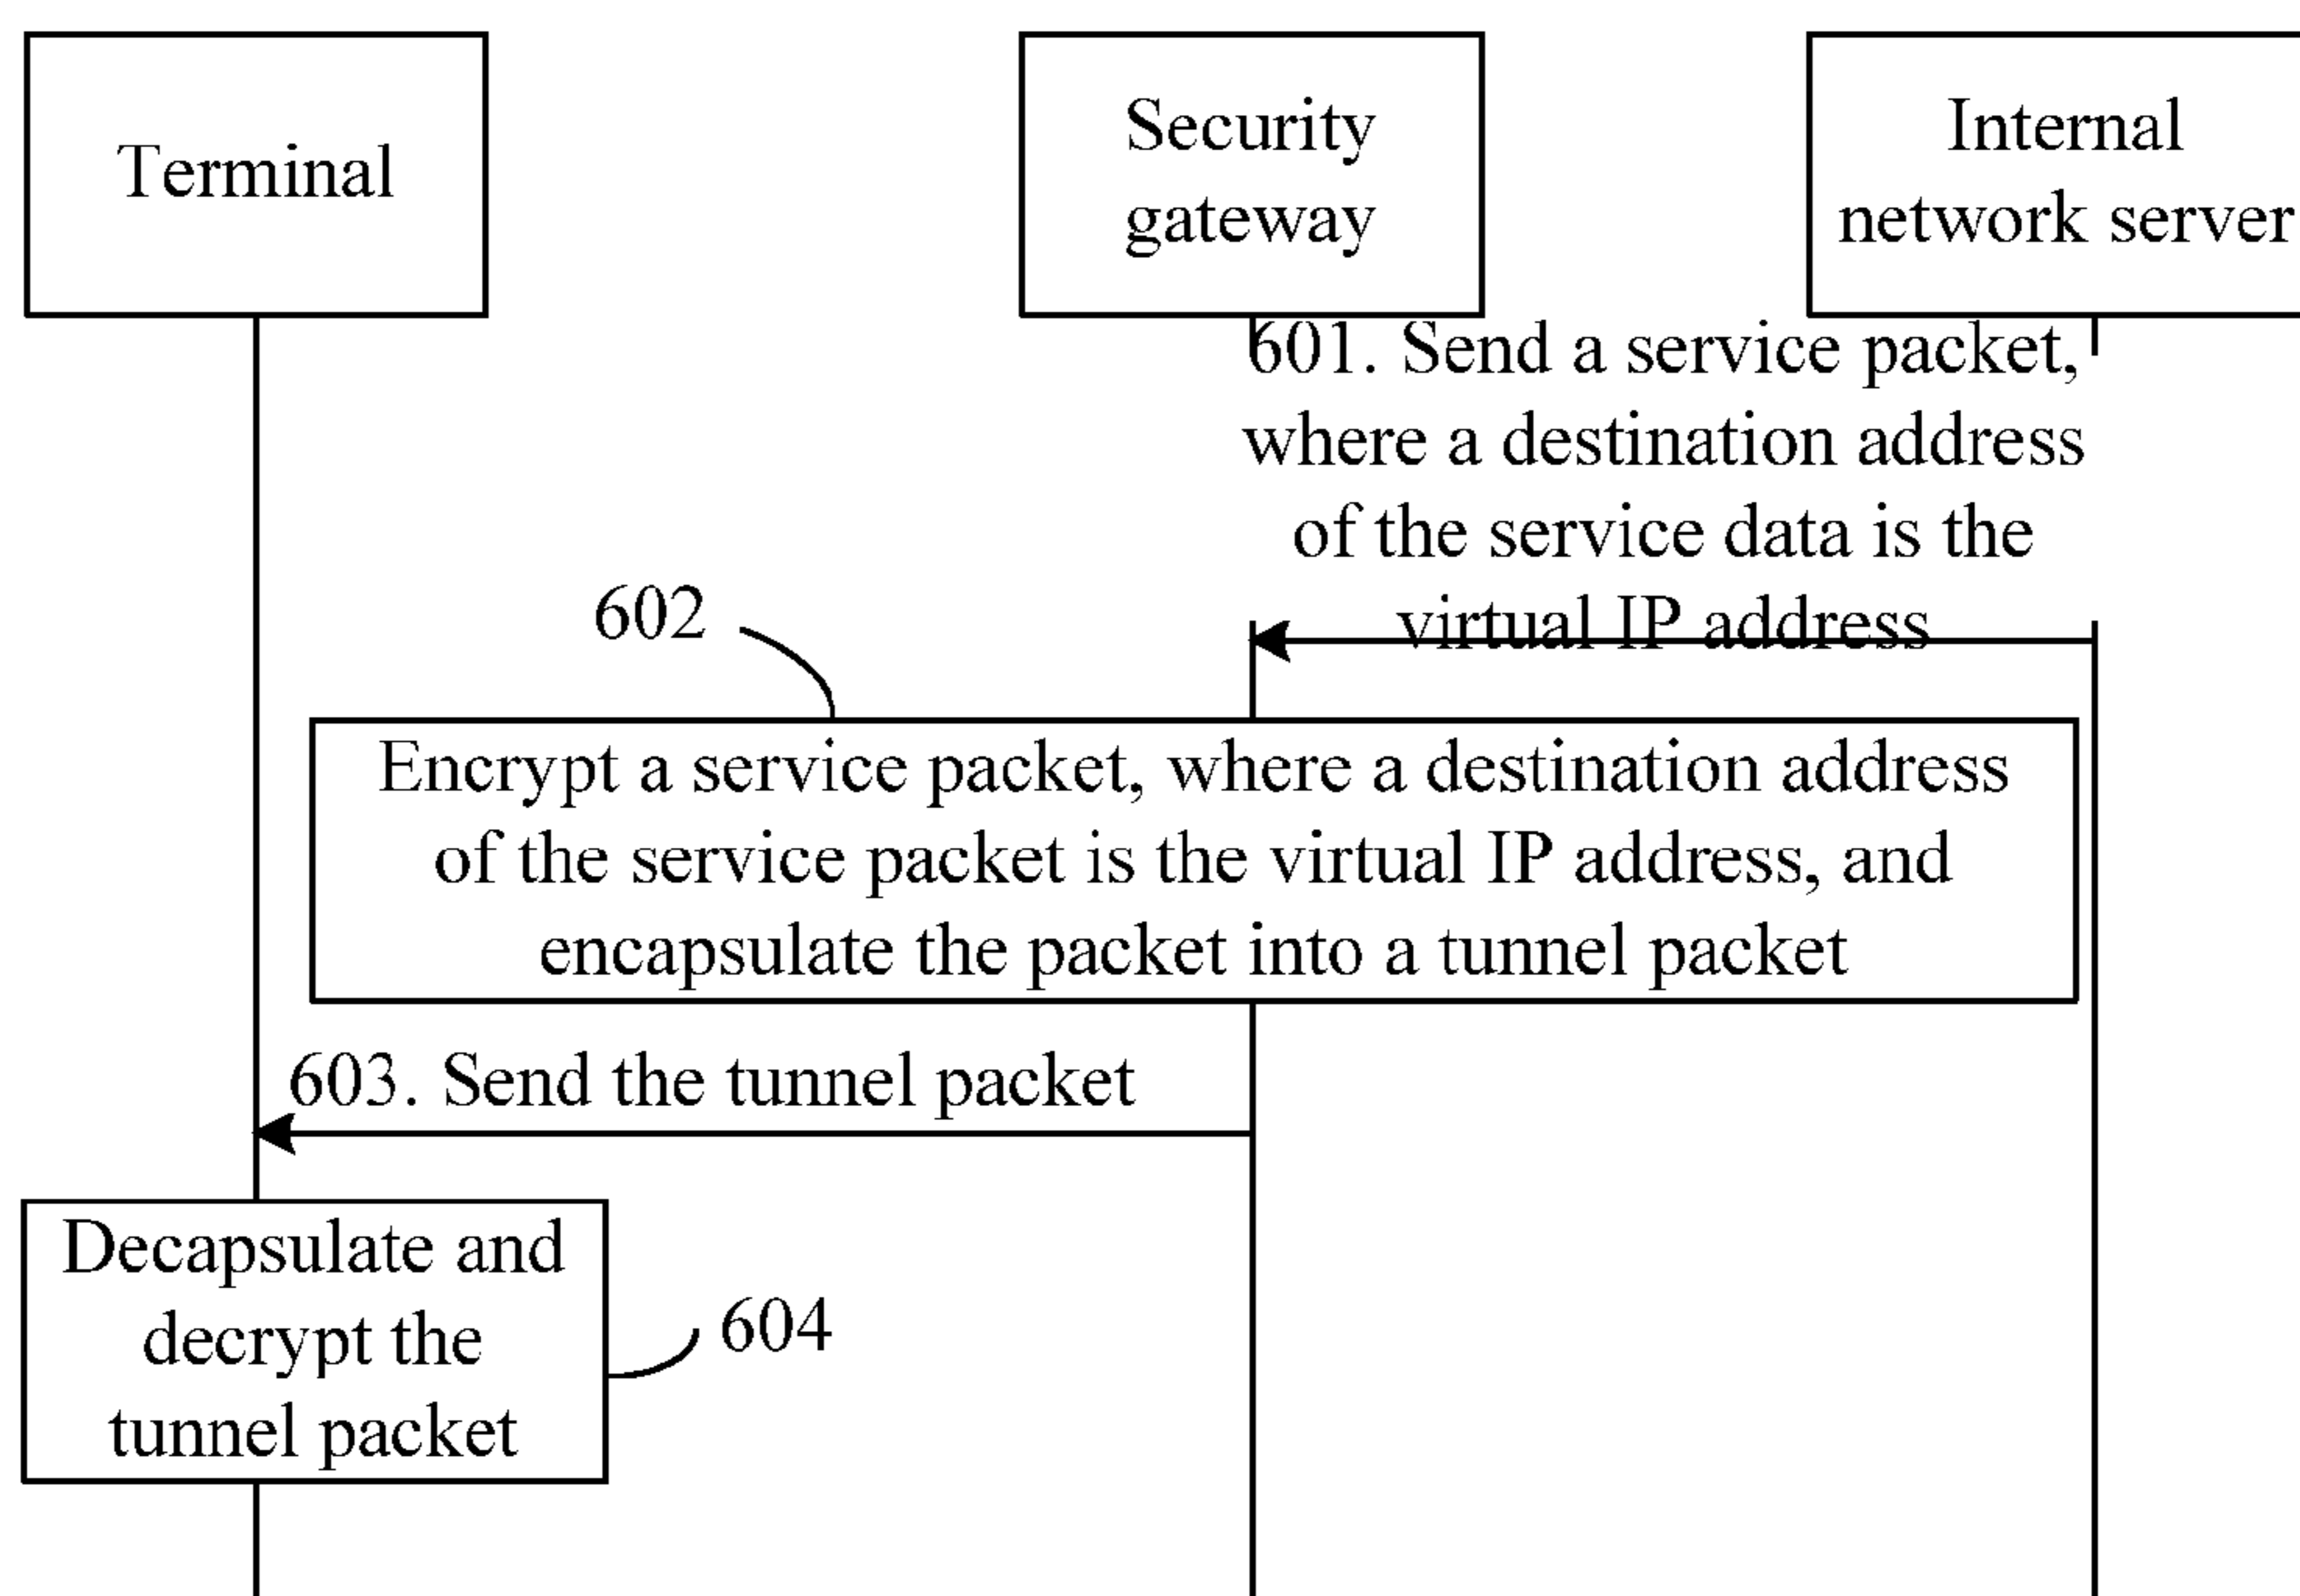 Terminal
Security
gateway
Internal
network server
601. Send a service packet,
where a destination address
of the service data is the
virtual IP address
602
Encrypt a service packet, where a destination address
of the service packet is the virtual IP address, and
encapsulate the packet into a tunnel packet
603. Send the tunnel packet
Decapsulate and
decrypt the
tunnel packet
604